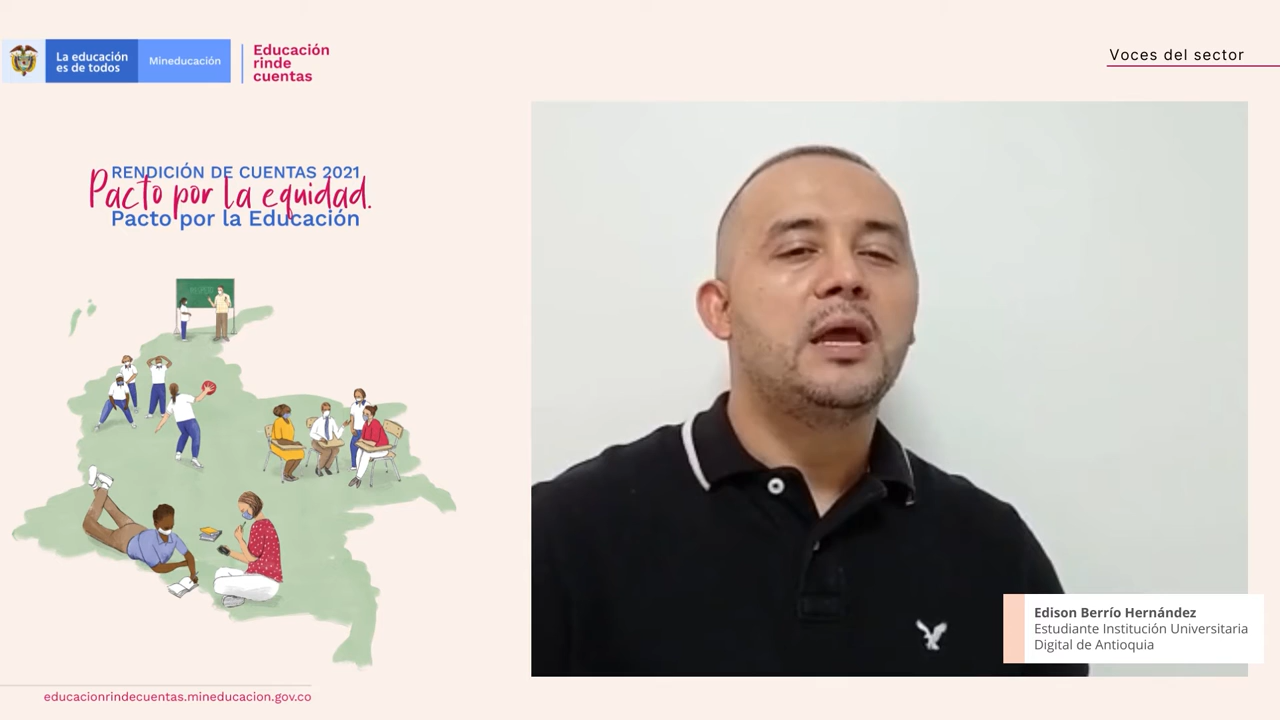 La educación
es de todos
Mineducación
Educación
rinde
cuentas
Voces del sector
RENDICIÓN DE CUENTAS 2021
Pacto por la equidad.
Pacto por la Educación
Edison Berrío Hernández
Estudiante Institución Universitaria
Digital de Antioquia
educacionrindecuentas.mineducacion.gov.co